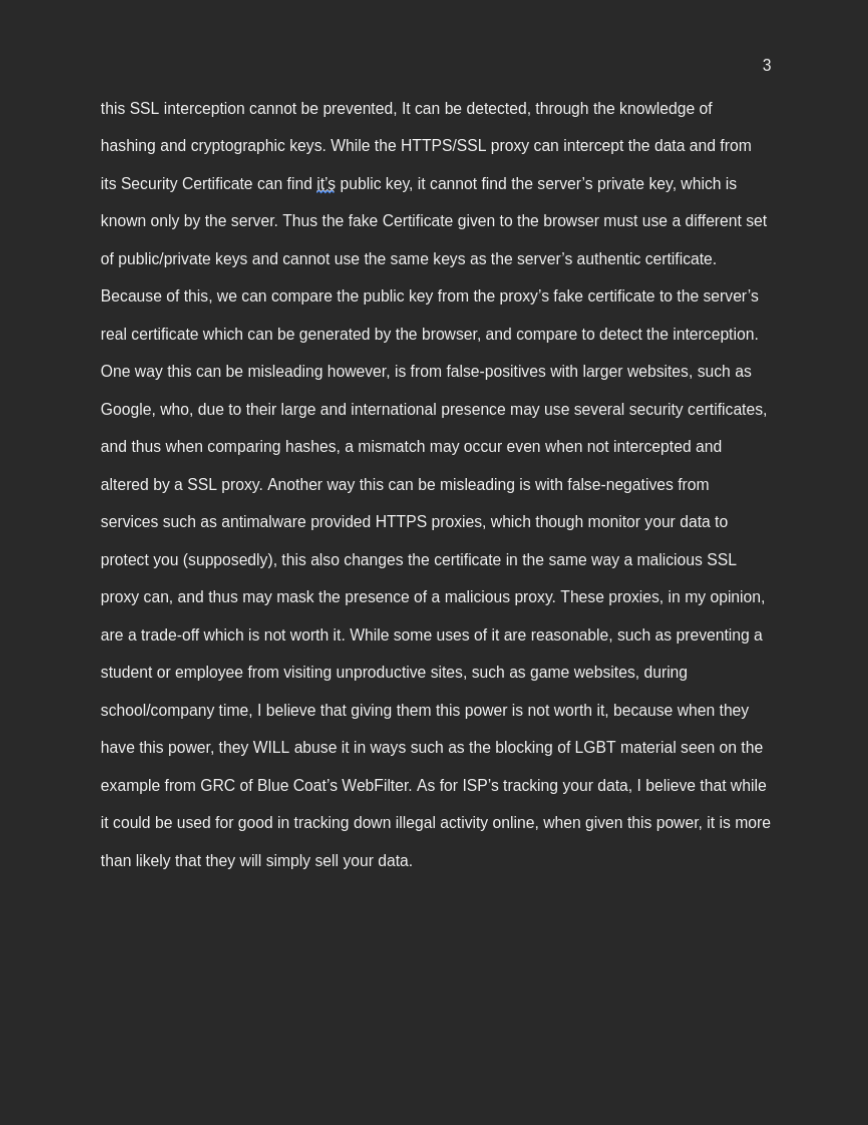 3
this SSL interception cannot be prevented, It can be detected, through the knowledge of
hashing and cryptographic keys. While the HTTPS/SSL proxy can intercept the data and from
its Security Certificate can find it’s public key, it cannot find the server’s private key, which is
known only by the server. Thus the fake Certificate given to the browser must use a different set
of public/private keys and cannot use the same keys as the server’s authentic certificate.
Because of this, we can compare the public key from the proxy’s fake certificate to the server’s
real certificate which can be generated by the browser, and compare to detect the interception.
One way this can be misleading however, is from false-positives with larger websites, such as
Google, who, due to their large and international presence may use several security certificates,
and thus when comparing hashes, a mismatch may occur even when not intercepted and
altered by a SSL proxy. Another way this can be misleading is with false-negatives from
services such as antimalware provided HTTPS proxies, which though monitor your data to
protect you (supposedly), this also changes the certificate in the same way a malicious SSL
proxy can, and thus may mask the presence of a malicious proxy. These proxies, in my opinion,
are a trade-off which is not worth it. While some uses of it are reasonable, such as preventing a
student or employee from visiting unproductive sites, such as game websites, during
school/company time, I believe that giving them this power is not worth it, because when they
have this power, they WILL abuse it in ways such as the blocking of LGBT material seen on the
example from GRC of Blue Coat’s WebFilter. As for ISP’s tracking your data, I believe that while
it could be used for good in tracking down illegal activity online, when given this power, it is more
than likely that they will simply sell your data.